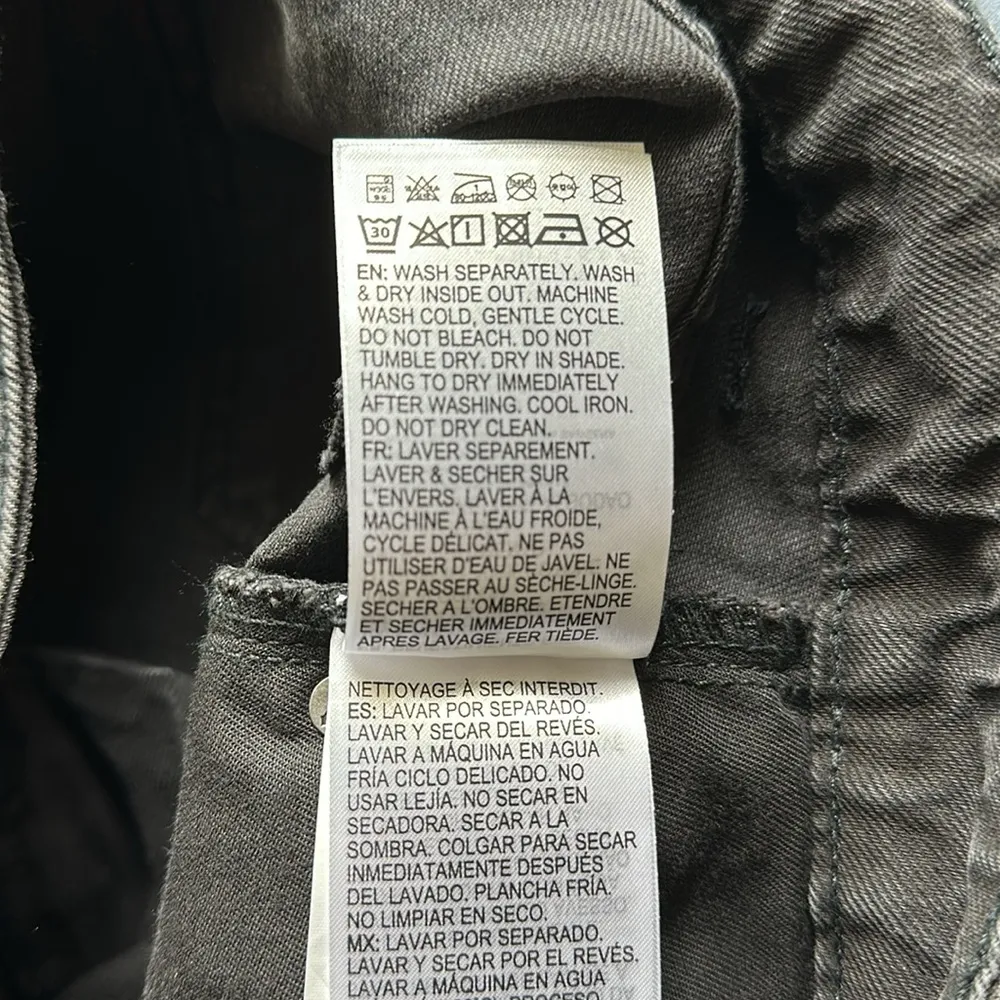 30
EN: WASH SEPARATELY. WASH
& DRY INSIDE OUT. MACHINE
WASH COLD, GENTLE CYCLE.
DO NOT BLEACH. DO NOT
TUMBLE DRY. DRY IN SHADE.
HANG TO DRY IMMEDIATELY
AFTER WASHING. COOL IRON.
DO NOT DRY CLEAN.
FR: LAVER SEPAREMENT.
LAVER & SECHER SUR
L'ENVERS. LAVER À LA
MACHINE À L'EAU FROIDE,
CYCLE DÉLICAT. NE PAS
UTILISER D'EAU DE JAVEL. NE
PAS PASSER AU SÈCHE-LINGE.
SECHER A L'OMBRE. ETENDRE
ET SECHER IMMEDIATEMENT
APRES LAVAGE. FER TIÈDE.
NETTOYAGE À SEC INTERDIT.
ES: LAVAR POR SEPARADO.
LAVAR Y SECAR DEL REVÉS.
LAVAR A MÁQUINA EN AGUA
FRÍA CICLO DELICADO. NO
USAR LEJÍA. NO SECAR EN
SECADORA. SECAR A LA
SOMBRA. COLGAR PARA SECAR
INMEDIATAMENTE DESPUÉS
DEL LAVADO. PLANCHA FRÍA.
NO LIMPIAR EN SECO.
MX: LAVAR POR SEPARADO.
LAVAR Y SECAR POR EL REVÉS.
LAVAR A MÁQUINA EN AGUA
PROCESO